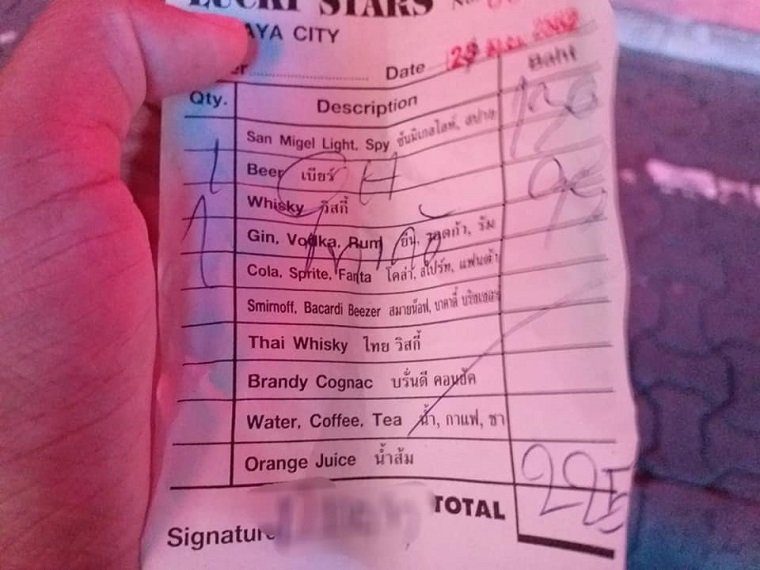 LUCKY STARS No.
AYA CITY
Date 29
Qty. Description Baht
San Migel Light, Spy ซันมิเกลไลท์, สปาย
1 Beer เบียร์
Whisky วิสกี้
1 Gin, Vodka, Rum ยิน, วอดก้า, รัม
Cola, Sprite, Fanta โคล่า, สไปร์ท, แฟนต้า
Smirnoff, Bacardi Beezer สมายน๊อฟ, บาคาดี้ บรีซเซอร์
Thai Whisky ไทย วิสกี้
Brandy Cognac บรั่นดี คอนยัค
Water, Coffee, Tea น้ำ, กาแฟ, ชา
Orange Juice น้ำส้ม
TOTAL 225
Signature